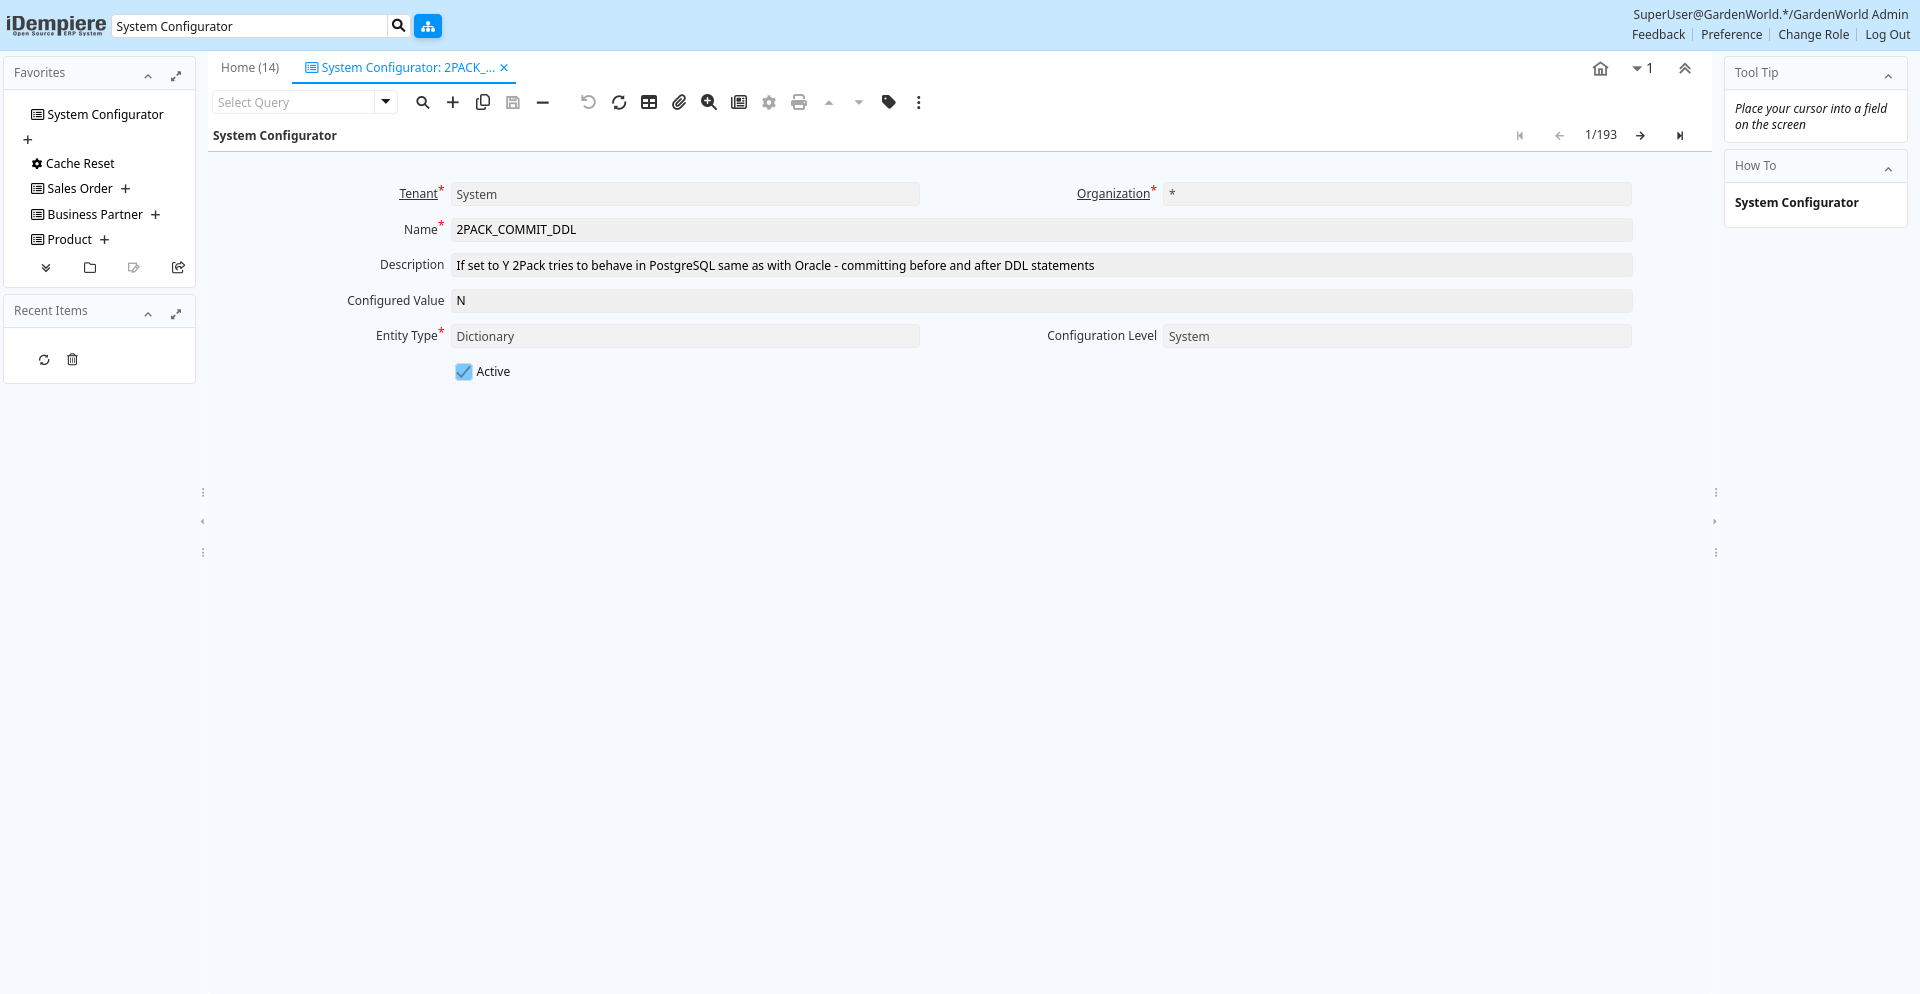 iDempiere
Open Source ERP System
System Configurator
SuperUser@GardenWorld.*/GardenWorld Admin
Feedback
Preference
Change Role
Log Out
Favorites
System Configurator
Cache Reset
Sales Order
Business Partner
Product
Recent Items
Home (14)
System Configurator: 2PACK_...
1
Select Query
System Configurator
1/193
Tenant*
System
Organization*
*
Name*
2PACK_COMMIT_DDL
Description
If set to Y 2Pack tries to behave in PostgreSQL same as with Oracle - committing before and after DDL statements
Configured Value
N
Entity Type*
Dictionary
Configuration Level
System
Active
Tool Tip
Place your cursor into a field
on the screen
How To
System Configurator